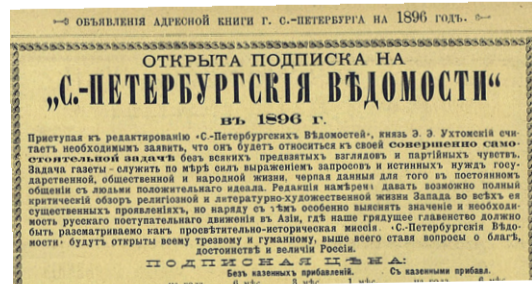 ОБЪЯВЛЕНІЯ АДРЕСНОЙ КНИГИ Г. С.-ПЕТЕРБУРГА НА 1896 ГОДЪ.
ОТКРЫТА ПОДПИСКА НА
„С.-ПЕТЕРБУРГСКІЯ ВѢДОМОСТИ“
въ 1896 г.
Приступая къ редактированію «С.-Петербургскихъ Вѣдомостей», князь Э. Э. Ухтомскій счи-
таетъ необходимымъ заявить, что онъ будетъ относиться къ своей совершенно само-
стоятельной задачѣ безъ всякихъ предвзятыхъ взглядовъ и партійныхъ чувствъ.
Задача газеты - служить по мѣрѣ силъ выраженіемъ запросовъ и истинныхъ нуждъ госу-
дарственной, общественной и народной жизни, черпая данныя для того въ постоянномъ
общеніи съ людьми положительнаго идеала. Редакція намѣрена давать возможно полный
критическій обзоръ религіозной и литературно-художественной жизни Запада во всѣхъ ея
существенныхъ проявленіяхъ, но наряду съ этѣмъ особенно выяснять значеніе и необходи-
мость русскаго поступательнаго движенія въ Азіи, гдѣ наше грядущее главенство должно
быть разсматриваемо какъ просвѣтительно-историческая миссія. «С.-Петербургскія Вѣдо-
мости» будутъ открыты всему трезвому и гуманному, выше всего ставя вопросы о благѣ,
достоинствѣ и величіи Россіи.
ПОДПИСНАЯ ЦѢНА:
Безъ казенныхъ прибавленій. Съ казенными прибавл.